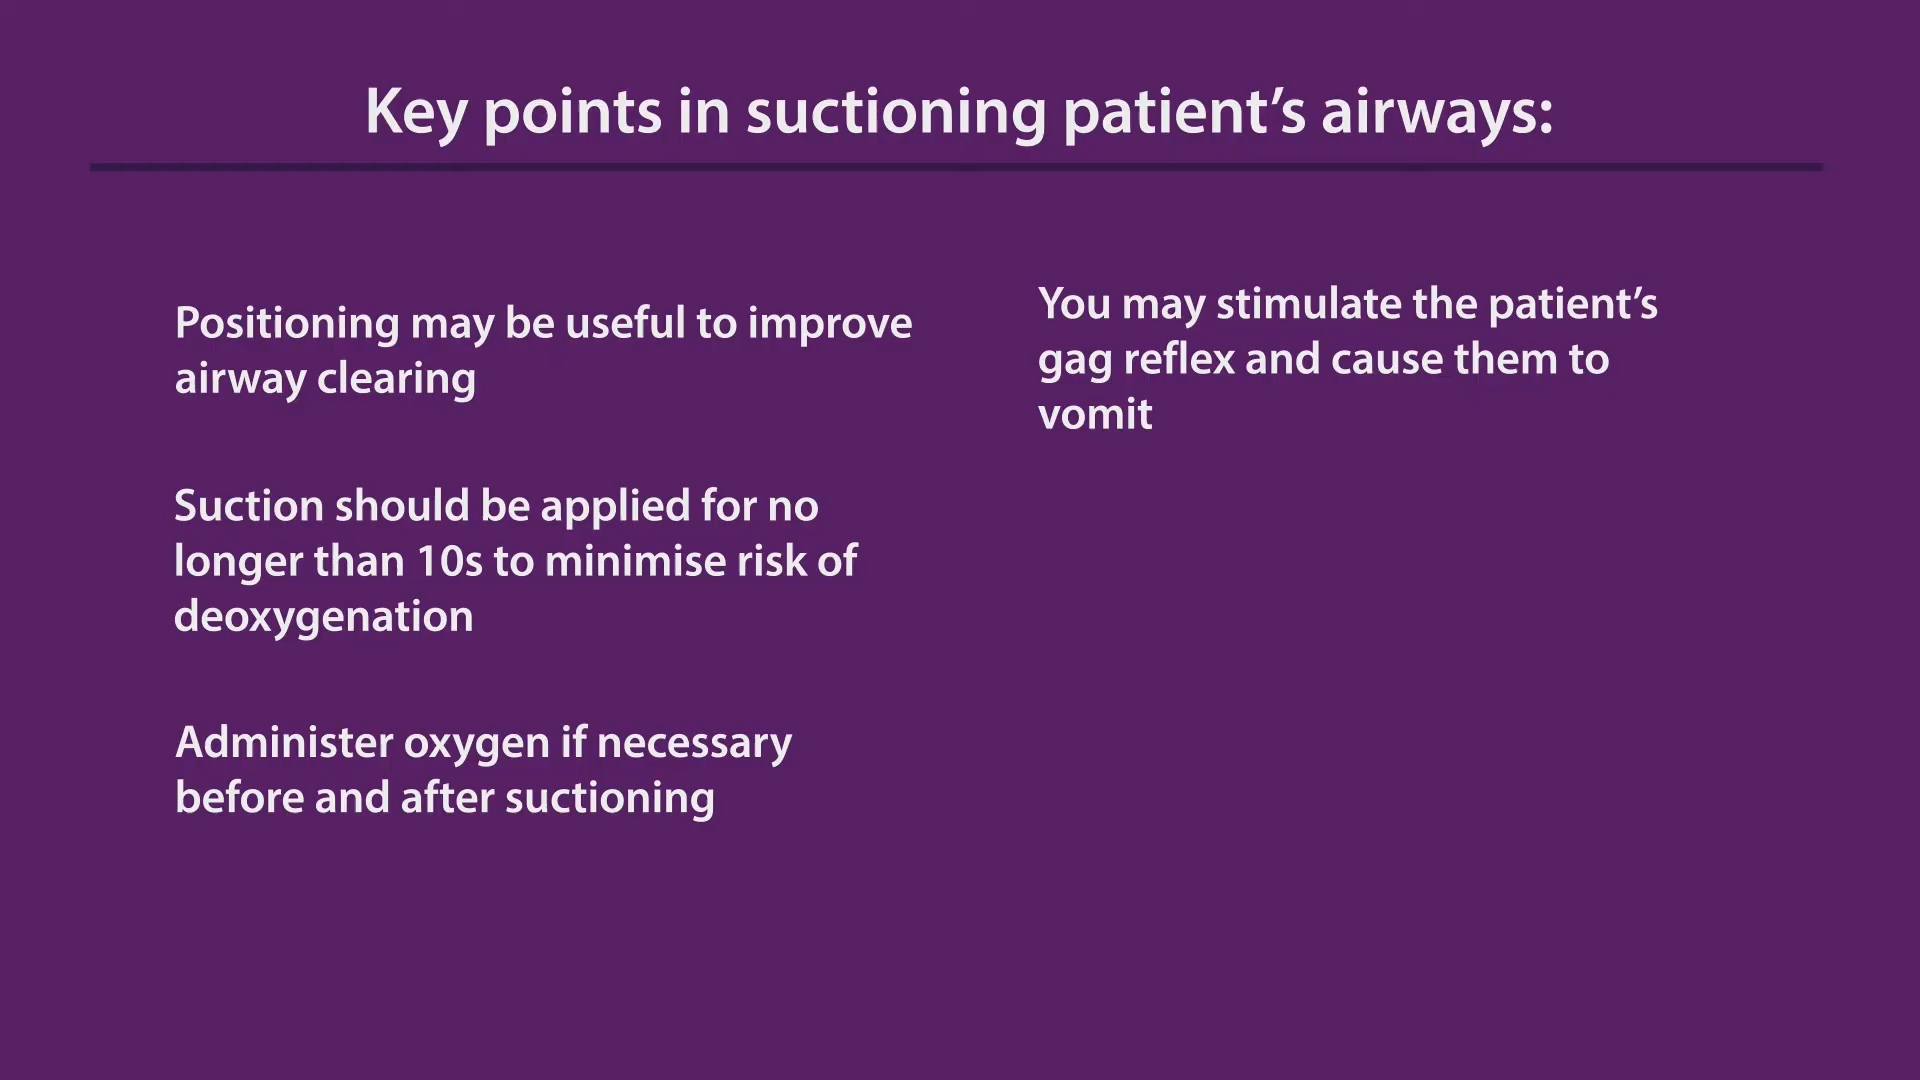 Key points in suctioning patient’s airways:
Positioning may be useful to improve
airway clearing
Suction should be applied for no
longer than 10s to minimise risk of
deoxygenation
Administer oxygen if necessary
before and after suctioning
You may stimulate the patient’s
gag reflex and cause them to
vomit